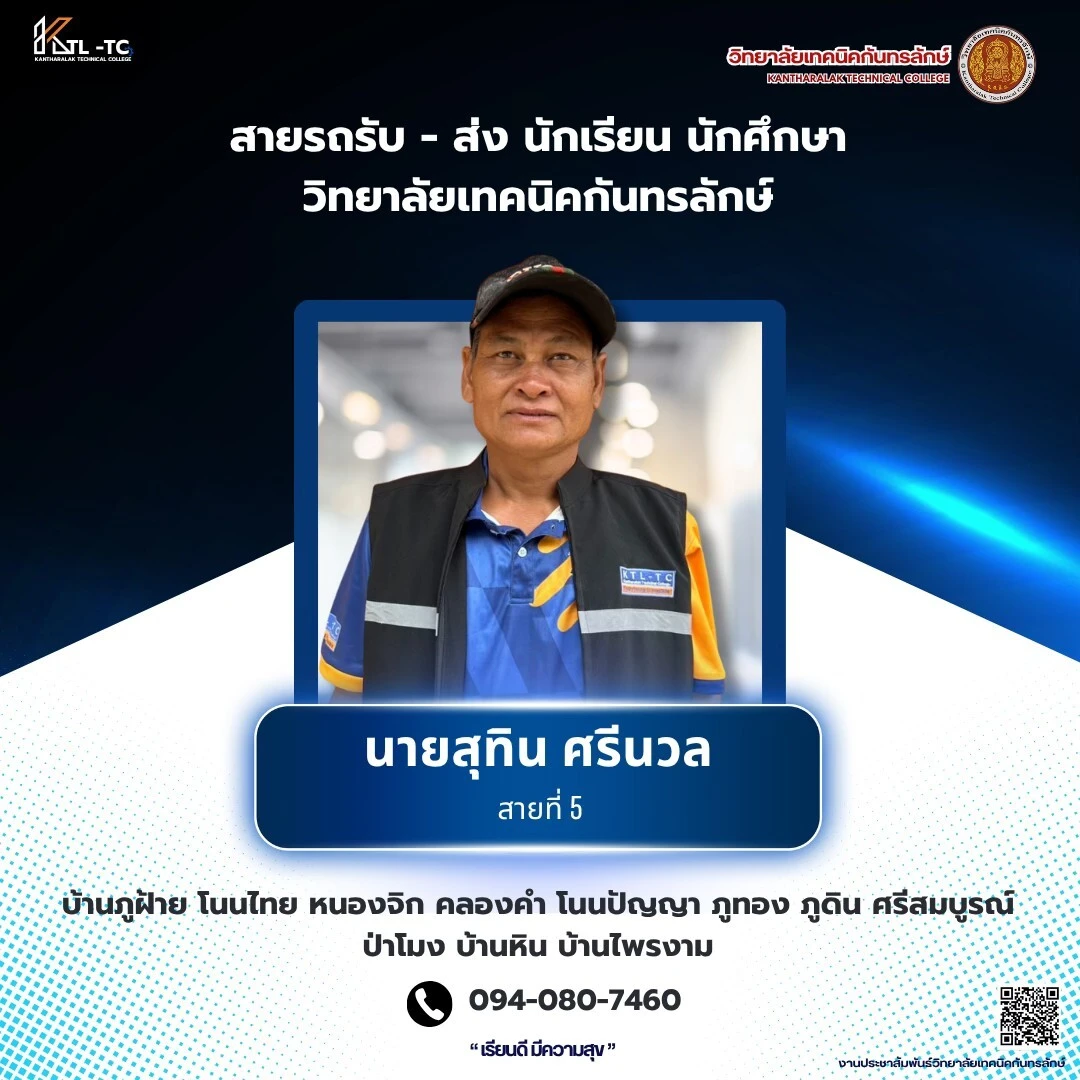 KTL -TC
KANTHARALAK TECHNICAL COLLEGE
วิทยาลัยเทคนิคกันทรลักษ์
KANTHARALAK TECHNICAL COLLEGE
สายรถรับ - ส่ง นักเรียน นักศึกษา
วิทยาลัยเทคนิคกันทรลักษ์
KTL-TC
Kantharalak Technical College
นายสุทิน ศรีนวล
สายที่ 5
บ้านภูฝ้าย โนนไทย หนองจิก คลองคำ โนนปัญญา ภูทอง ภูดิน ศรีสมบูรณ์
ป่าโมง บ้านหิน บ้านไพรงาม
094-080-7460
“ เรียนดี มีความสุข ”
งานประชาสัมพันธ์วิทยาลัยเทคนิคกันทรลักษ์